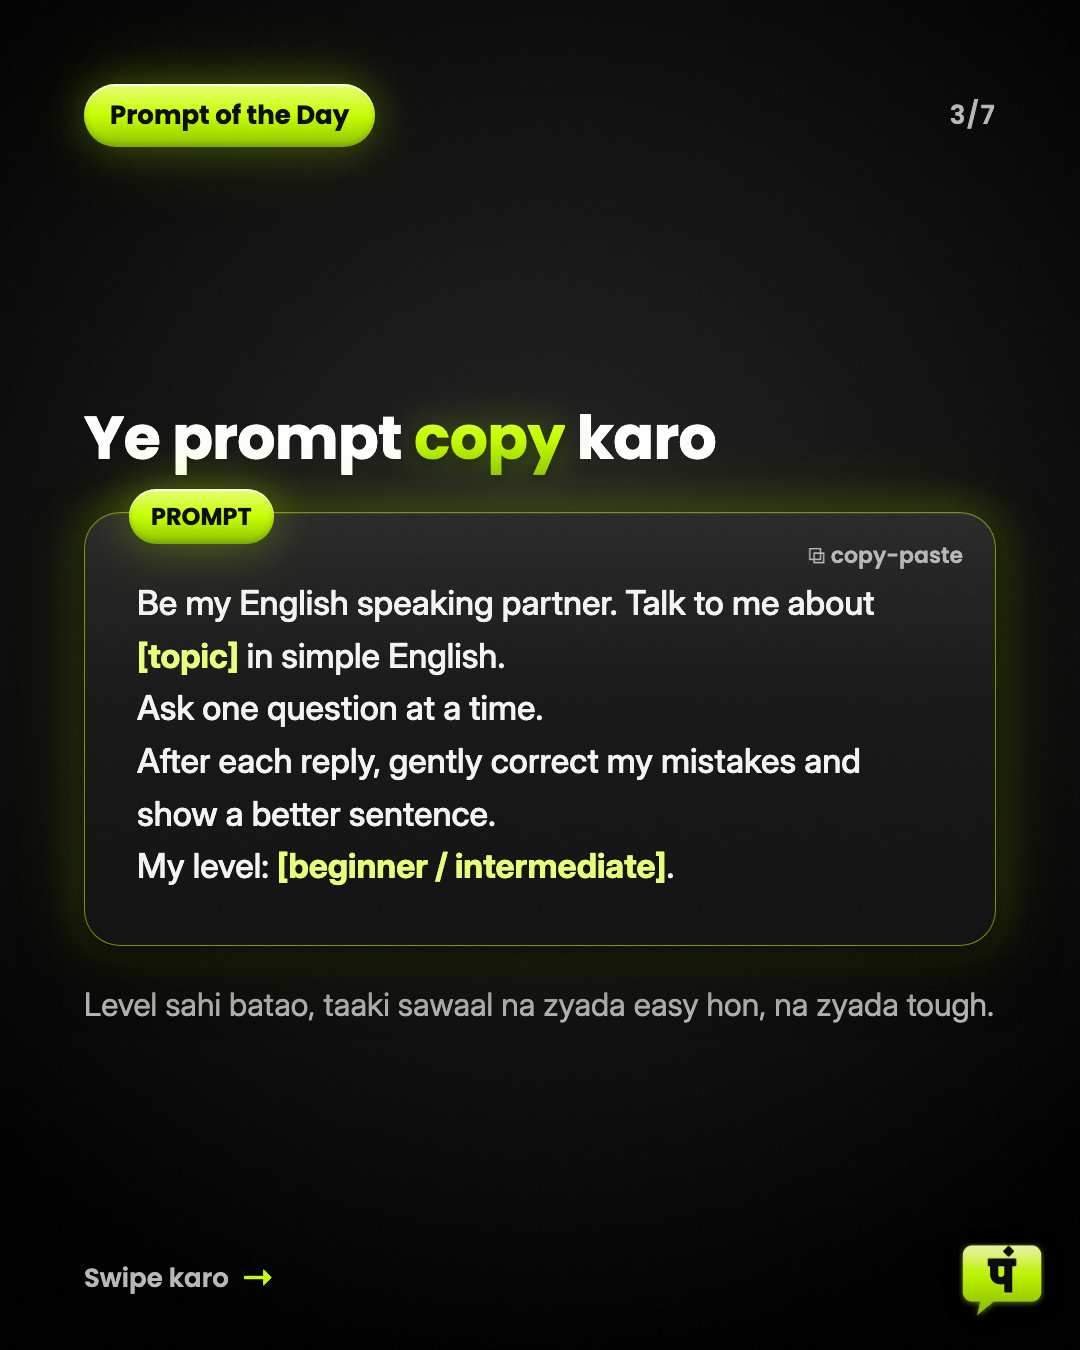 Prompt of the Day
3/7
Ye prompt copy karo
PROMPT
copy-paste
Be my English speaking partner. Talk to me about
[topic] in simple English.
Ask one question at a time.
After each reply, gently correct my mistakes and
show a better sentence.
My level: [beginner / intermediate].
Level sahi batao, taaki sawaal na zyada easy hon, na zyada tough.
Swipe karo →
पं